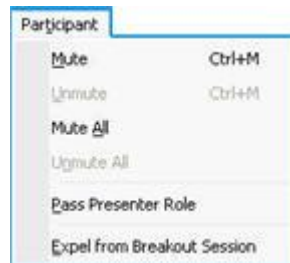 Participant
Mute Ctrl+M
Unmute Ctrl+M
Mute All
Unmute All
Pass Presenter Role
Expel from Breakout Session